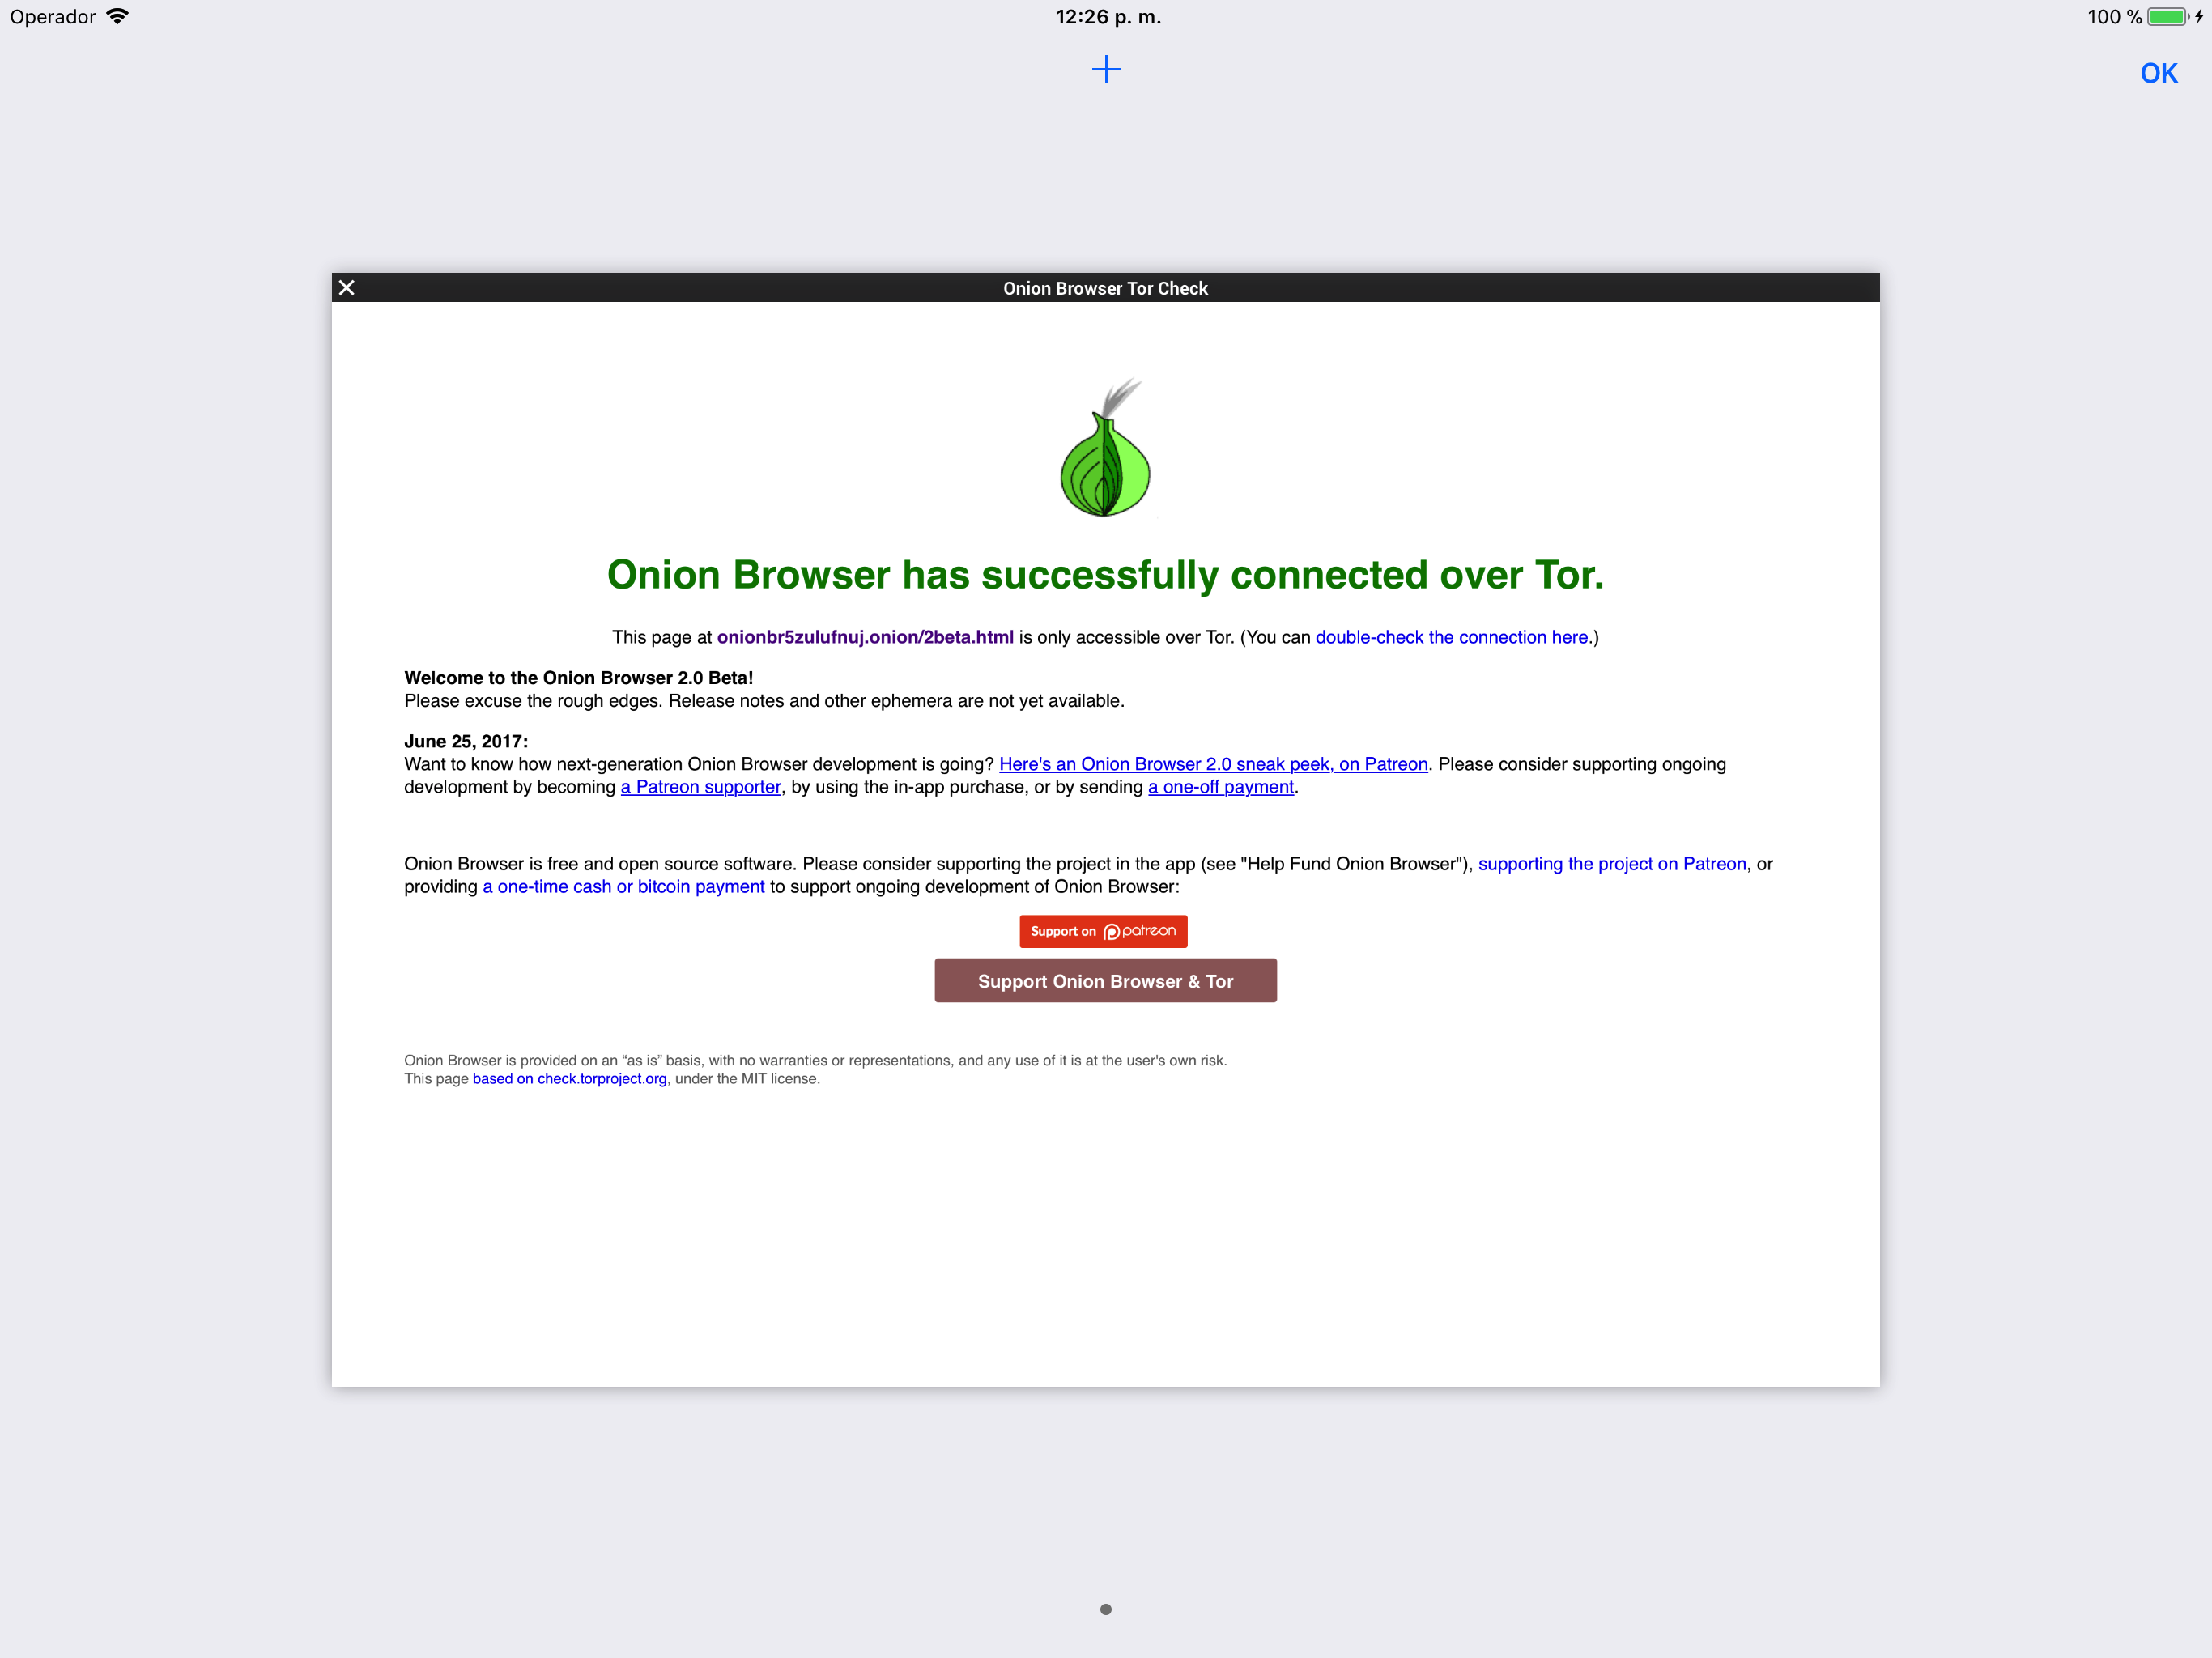 Operador
12:26 p. m.
100 %
OK
Onion Browser Tor Check
Onion Browser has successfully connected over Tor.
This page at onionbr5zulufnuj.onion/2beta.html is only accessible over Tor. (You can double-check the connection here.)
Welcome to the Onion Browser 2.0 Beta!
Please excuse the rough edges. Release notes and other ephemera are not yet available.
June 25, 2017:
Want to know how next-generation Onion Browser development is going? Here's an Onion Browser 2.0 sneak peek, on Patreon. Please consider supporting ongoing
development by becoming a Patreon supporter, by using the in-app purchase, or by sending a one-off payment.
Onion Browser is free and open source software. Please consider supporting the project in the app (see "Help Fund Onion Browser"), supporting the project on Patreon, or
providing a one-time cash or bitcoin payment to support ongoing development of Onion Browser:
Support on patreon
Support Onion Browser & Tor
Onion Browser is provided on an “as is” basis, with no warranties or representations, and any use of it is at the user's own risk.
This page based on check.torproject.org, under the MIT license.